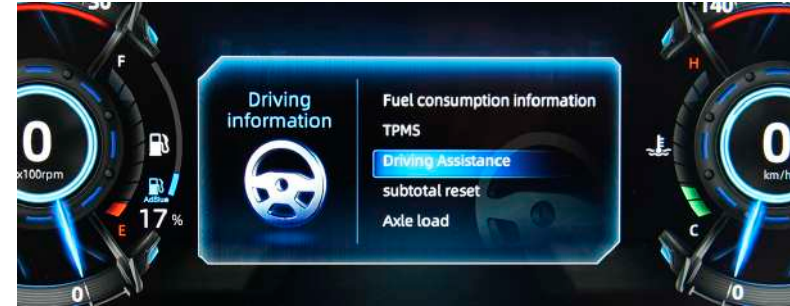 30
140
F
H
Driving
information
Fuel consumption information
TPMS
Driving Assistance
subtotal reset
Axle load
0
x100rpm
0
km/h
AdBlue
17 %
E
C
0
0